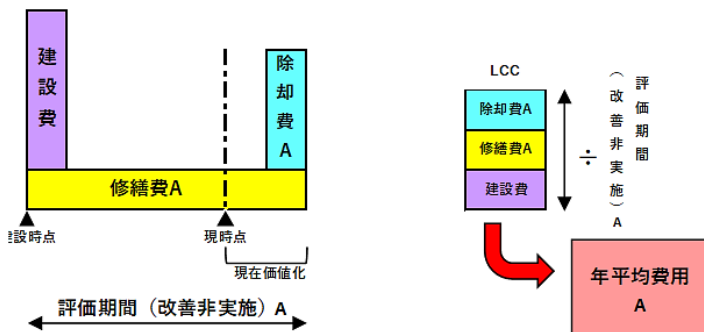 建設費
除却費A
修繕費A
建設時点
現時点
現在価値化
評価期間（改善非実施）A
LCC
除却費A
修繕費A
建設費
÷
評価期間
（改善非実施）A
年平均費用
A